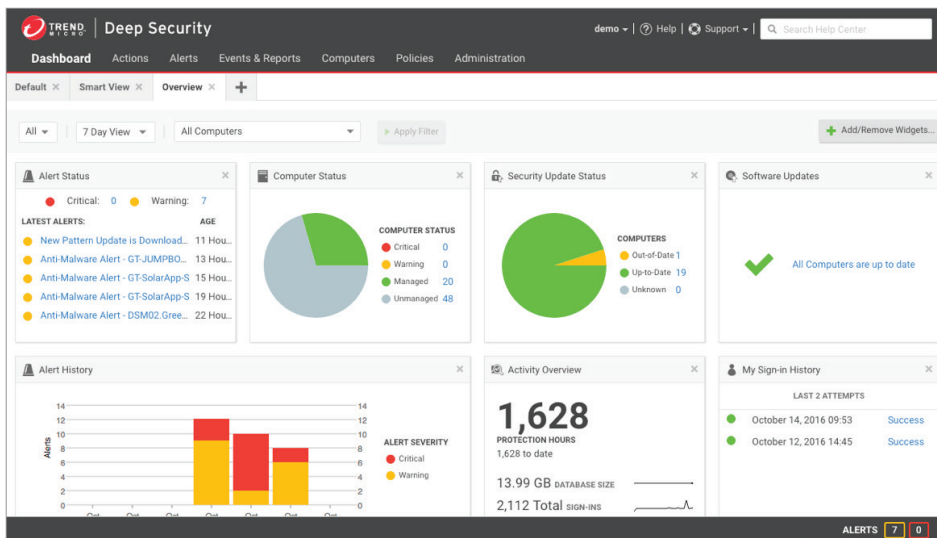 TREND MICRO | Deep Security
demo | Help | Support | Search Help Center
Dashboard Actions Alerts Events & Reports Computers Policies Administration
Default Smart View Overview
All 7 Day View All Computers Apply Filter Add/Remove Widgets...
Alert Status
Critical: 0 Warning: 7
LATEST ALERTS: AGE
New Pattern Update is Download... 11 Hou...
Anti-Malware Alert - GT-JUMPBO... 13 Hou...
Anti-Malware Alert - GT-SolarApp-S 15 Hou...
Anti-Malware Alert - GT-SolarApp-S 19 Hou...
Anti-Malware Alert - DSM02.Gree... 22 Hou...
Computer Status
COMPUTER STATUS
Critical 0
Warning 0
Managed 20
Unmanaged 48
Security Update Status
COMPUTERS
Out-of-Date 1
Up-to-Date 19
Unknown 0
Software Updates
All Computers are up to date
Alert History
Alerts
14 14
12 12
10 10
8 8
6 6
4 4
2 2
0 0
ALERT SEVERITY
Critical
Warning
Activity Overview
1,628
PROTECTION HOURS
1,628 to date
13.99 GB DATABASE SIZE
2,112 Total SIGN-INS
My Sign-in History
LAST 2 ATTEMPTS
October 14, 2016 09:53 Success
October 12, 2016 14:45 Success
ALERTS 7 0